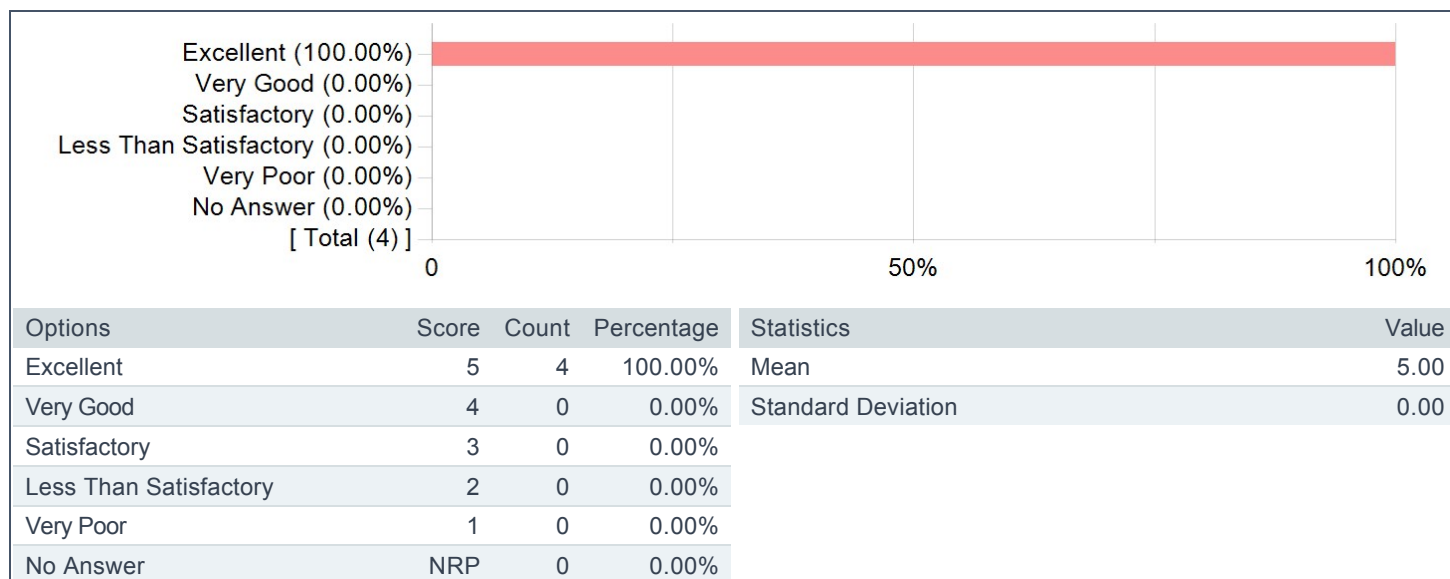 Excellent (100.00%)
Very Good (0.00%)
Satisfactory (0.00%)
Less Than Satisfactory (0.00%)
Very Poor (0.00%)
No Answer (0.00%)
[ Total (4) ]
0 50% 100%
Options Score Count Percentage
Excellent 5 4 100.00%
Very Good 4 0 0.00%
Satisfactory 3 0 0.00%
Less Than Satisfactory 2 0 0.00%
Very Poor 1 0 0.00%
No Answer NRP 0 0.00%
Statistics Value
Mean 5.00
Standard Deviation 0.00